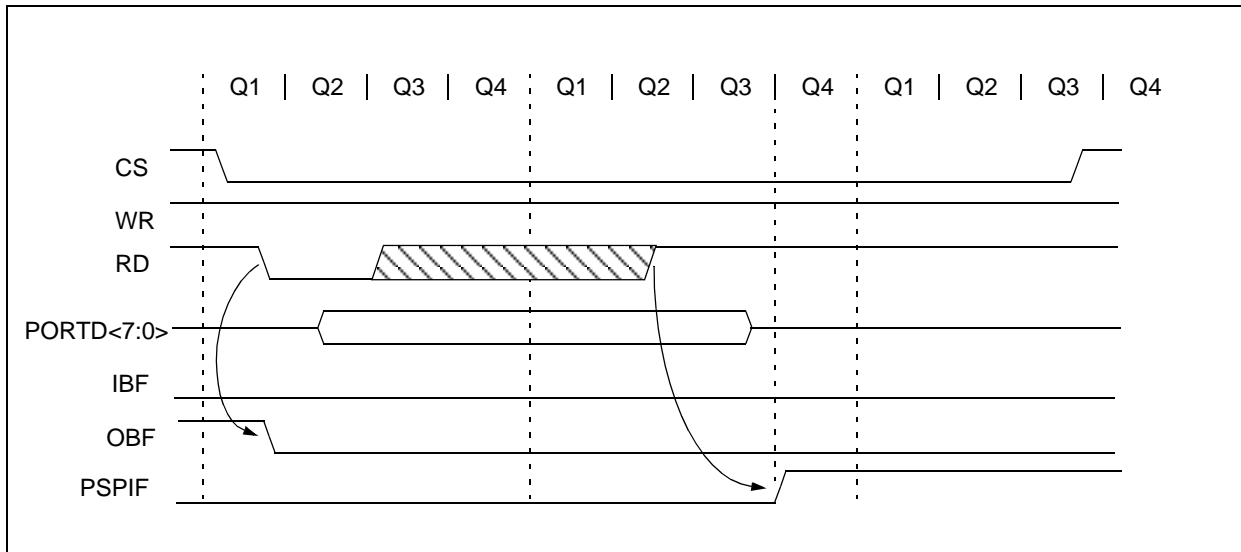 Q1 | Q2 | Q3 | Q4 Q1 | Q2 | Q3 Q4 Q1 | Q2 | Q3 | Q4
CS
WR
RD
PORTD<7:0>
IBF
OBF
PSPIF